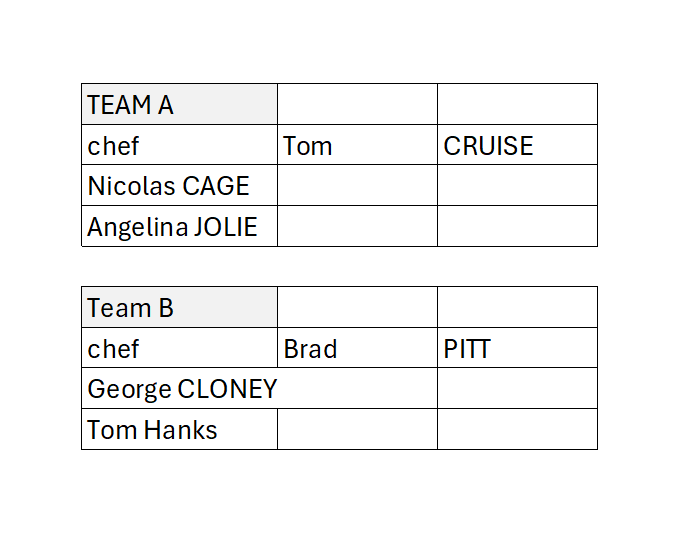 TEAM A
chef Tom CRUISE
Nicolas CAGE
Angelina JOLIE
Team B
chef Brad PITT
George CLONEY
Tom Hanks